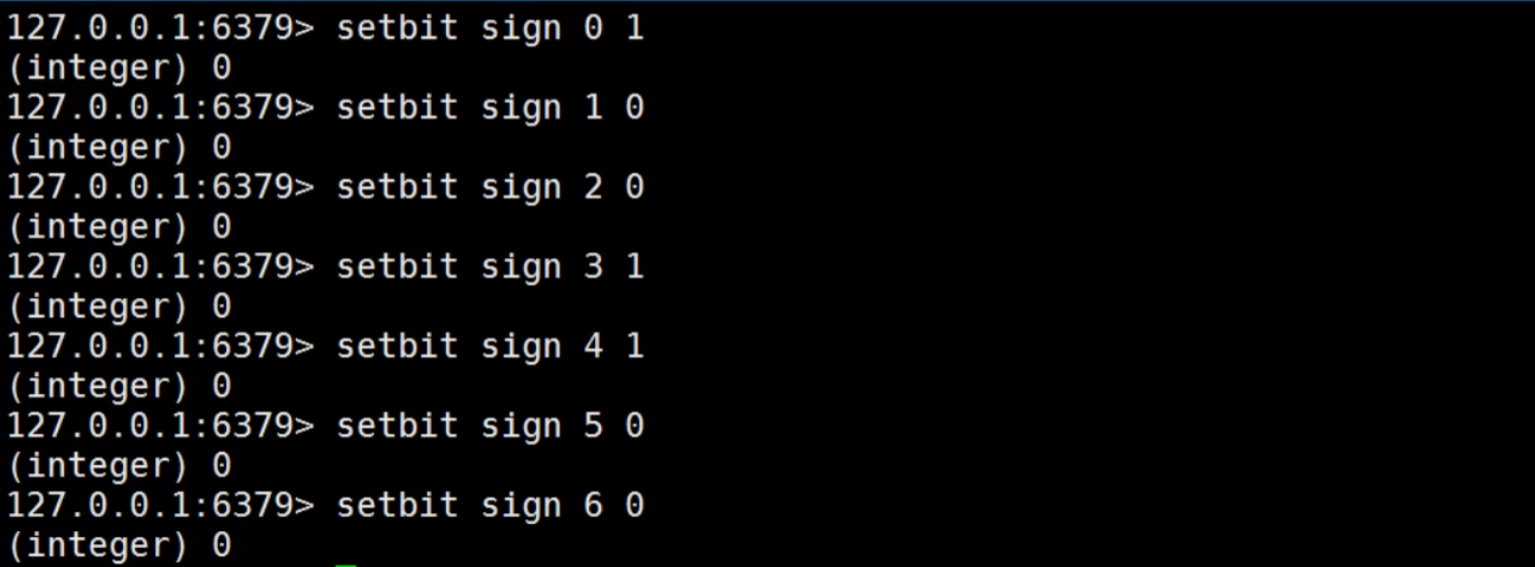 127.0.0.1:6379> setbit sign 0 1
(integer) 0
127.0.0.1:6379> setbit sign 1 0
(integer) 0
127.0.0.1:6379> setbit sign 2 0
(integer) 0
127.0.0.1:6379> setbit sign 3 1
(integer) 0
127.0.0.1:6379> setbit sign 4 1
(integer) 0
127.0.0.1:6379> setbit sign 5 0
(integer) 0
127.0.0.1:6379> setbit sign 6 0
(integer) 0